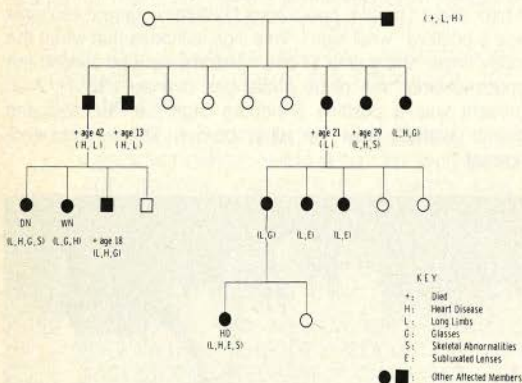 (+, L, H)
+ age 42
(H, L)
+ age 13
(H, L)
+ age 21
(L)
+ age 29
(L,H,S)
(L,H,G)
DN
(L,H,G,S)
WN
(L,G,H)
+ age 18
(L,H,G)
(L,G)
(L,E)
(L,E)
HD
(L,H,E,S)
KEY
+: Died
H: Heart Disease
L: Long Limbs
G: Glasses
S: Skeletal Abnormalities
E: Subluxated Lenses
: Other Affected Members